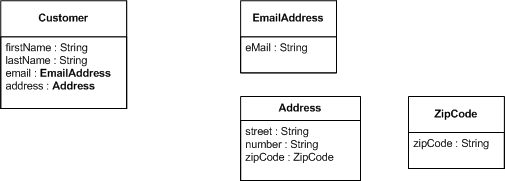 Customer
firstName : String
lastName : String
email : EmailAddress
address : Address
EmailAddress
eMail : String
Address
street : String
number : String
zipCode : ZipCode
ZipCode
zipCode : String